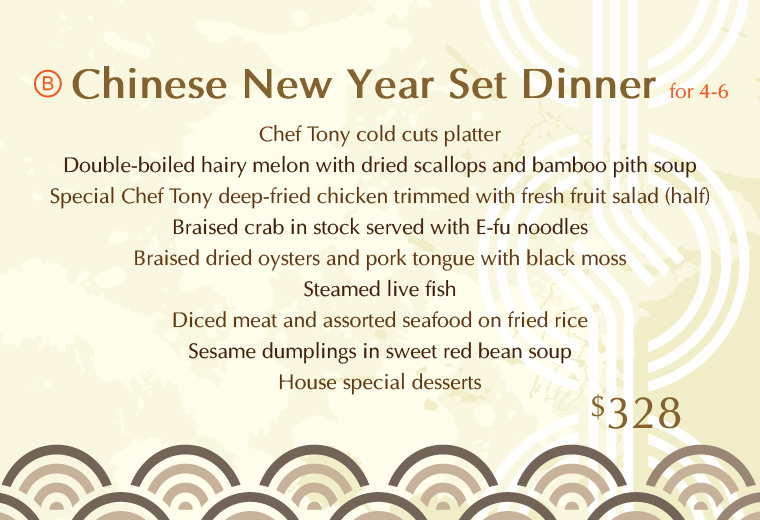 Ⓑ Chinese New Year Set Dinner for 4-6
Chef Tony cold cuts platter
Double-boiled hairy melon with dried scallops and bamboo pith soup
Special Chef Tony deep-fried chicken trimmed with fresh fruit salad (half)
Braised crab in stock served with E-fu noodles
Braised dried oysters and pork tongue with black moss
Steamed live fish
Diced meat and assorted seafood on fried rice
Sesame dumplings in sweet red bean soup
House special desserts
$328